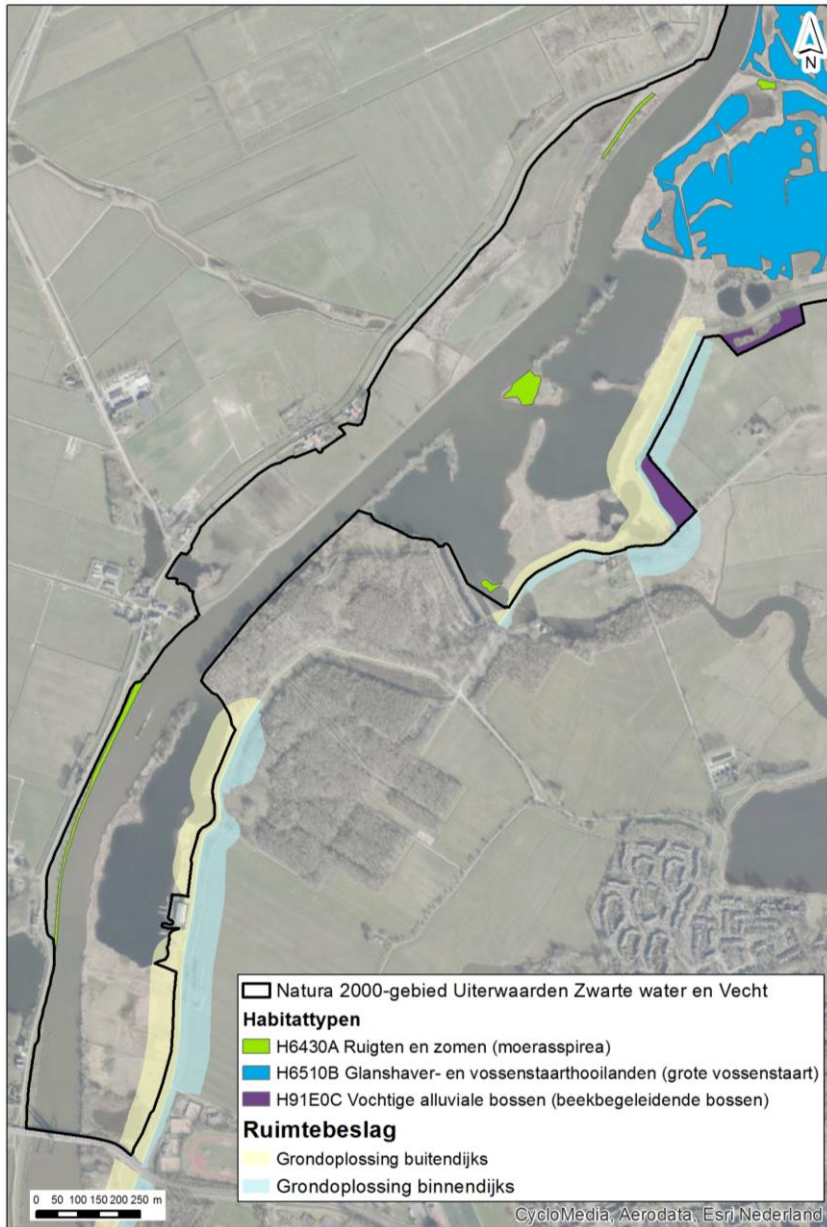 N
Natura 2000-gebied Uiterwaarden Zwarte water en Vecht
Habitattypen
H6430A Ruigten en zomen (moerasspirea)
H6510B Glanshaver- en vossenstaarthooilanden (grote vossenstaart)
H91E0C Vochtige alluviale bossen (beekbegeleidende bossen)
Ruimtebeslag
Grondoplossing buitendijks
Grondoplossing binnendijks
0 50 100 150 200 250 m
CycloMedia, Aerodata, Esri Nederland